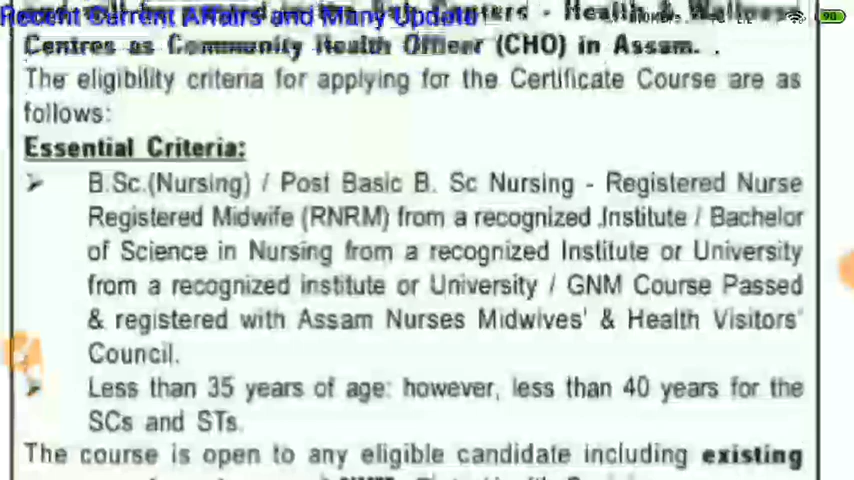 Recent Current Affairs and Many Update
90
Centres as Community Health Officer (CHO) in Assam. .
The eligibility criteria for applying for the Certificate Course are as
follows:
Essential Criteria:
➢ B.Sc.(Nursing) / Post Basic B. Sc Nursing - Registered Nurse
Registered Midwife (RNRM) from a recognized Institute / Bachelor
of Science in Nursing from a recognized Institute or University
from a recognized institute or University / GNM Course Passed
& registered with Assam Nurses Midwives' & Health Visitors'
Council.
➢ Less than 35 years of age: however, less than 40 years for the
SCs and STs.
The course is open to any eligible candidate including existing